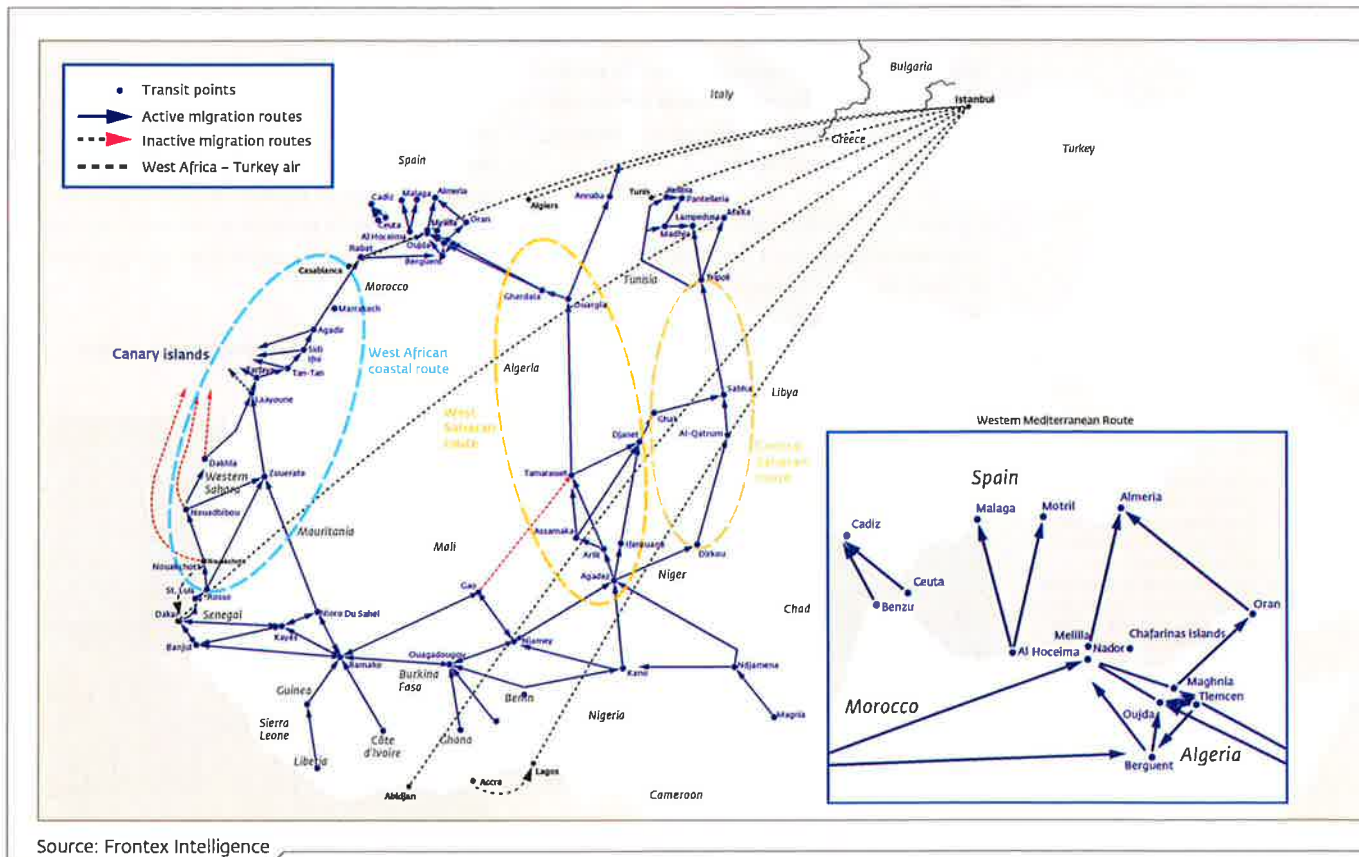 Transit points
Active migration routes
Inactive migration routes
West Africa – Turkey air
Bulgaria
Italy
Istanbul
Greece
Turkey
Spain
Cadiz
Malaga
Almeria
Ceuta
Al Hoceima
Oran
Rabat
Oujda
Berguent
Algiers
Annaba
Tunis
Pantelleria
Lampedusa
Malta
Madhia
Casablanca
Morocco
Ghardaia
Ouargla
Tunisia
Tripoli
Marrakech
Agadir
Sidi
Ifni
Canary islands
Tan-Tan
Laayoune
West African
coastal route
Algeria
West
Saharan
route
Libya
Sabha
Ghat
Djanet
Al-Qatrum
Central
Saharan
route
Dakhla
Western
Sahara
Zouerate
Nouadhibou
Mauritania
Tamanrasset
Assamaka
Arlit
Dirkou
Mali
Nouakchott
Niger
Agadez
Chad
St. Luis
Rosso
Gao
Dakar
Senegal
Noro Du Sahel
Kayes
Banjul
Bamako
Ouagadougou
Niamey
Burkina
Faso
Kano
Ndjamena
Guinea
Benin
Sierra
Leone
Côte
d'Ivoire
Ghana
Nigeria
Liberia
Accra
Lagos
Abidjan
Cameroon
Western Mediterranean Route
Spain
Malaga
Motril
Almeria
Cadiz
Ceuta
Benzu
Oran
Melilla
Chafarinas islands
Al Hoceima
Nador
Maghnia
Tlemcen
Morocco
Oujda
Algeria
Berguent
Source: Frontex Intelligence